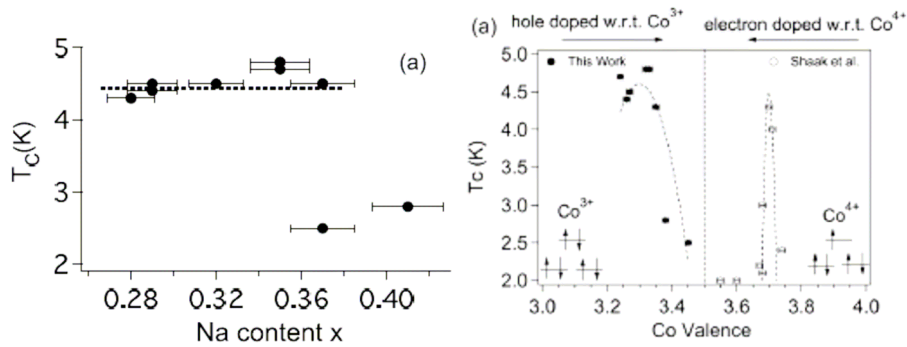 (a)
5
4
3
2
T_C(K)
0.28 0.32 0.36 0.40
Na content x
(a) hole doped w.r.t. Co³⁺ electron doped w.r.t. Co⁴⁺
This Work Shaak et al.
5.0
4.5
4.0
3.5
3.0
2.5
2.0
Tc (K)
Co³⁺ Co⁴⁺
3.0 3.2 3.4 3.6 3.8 4.0
Co Valence